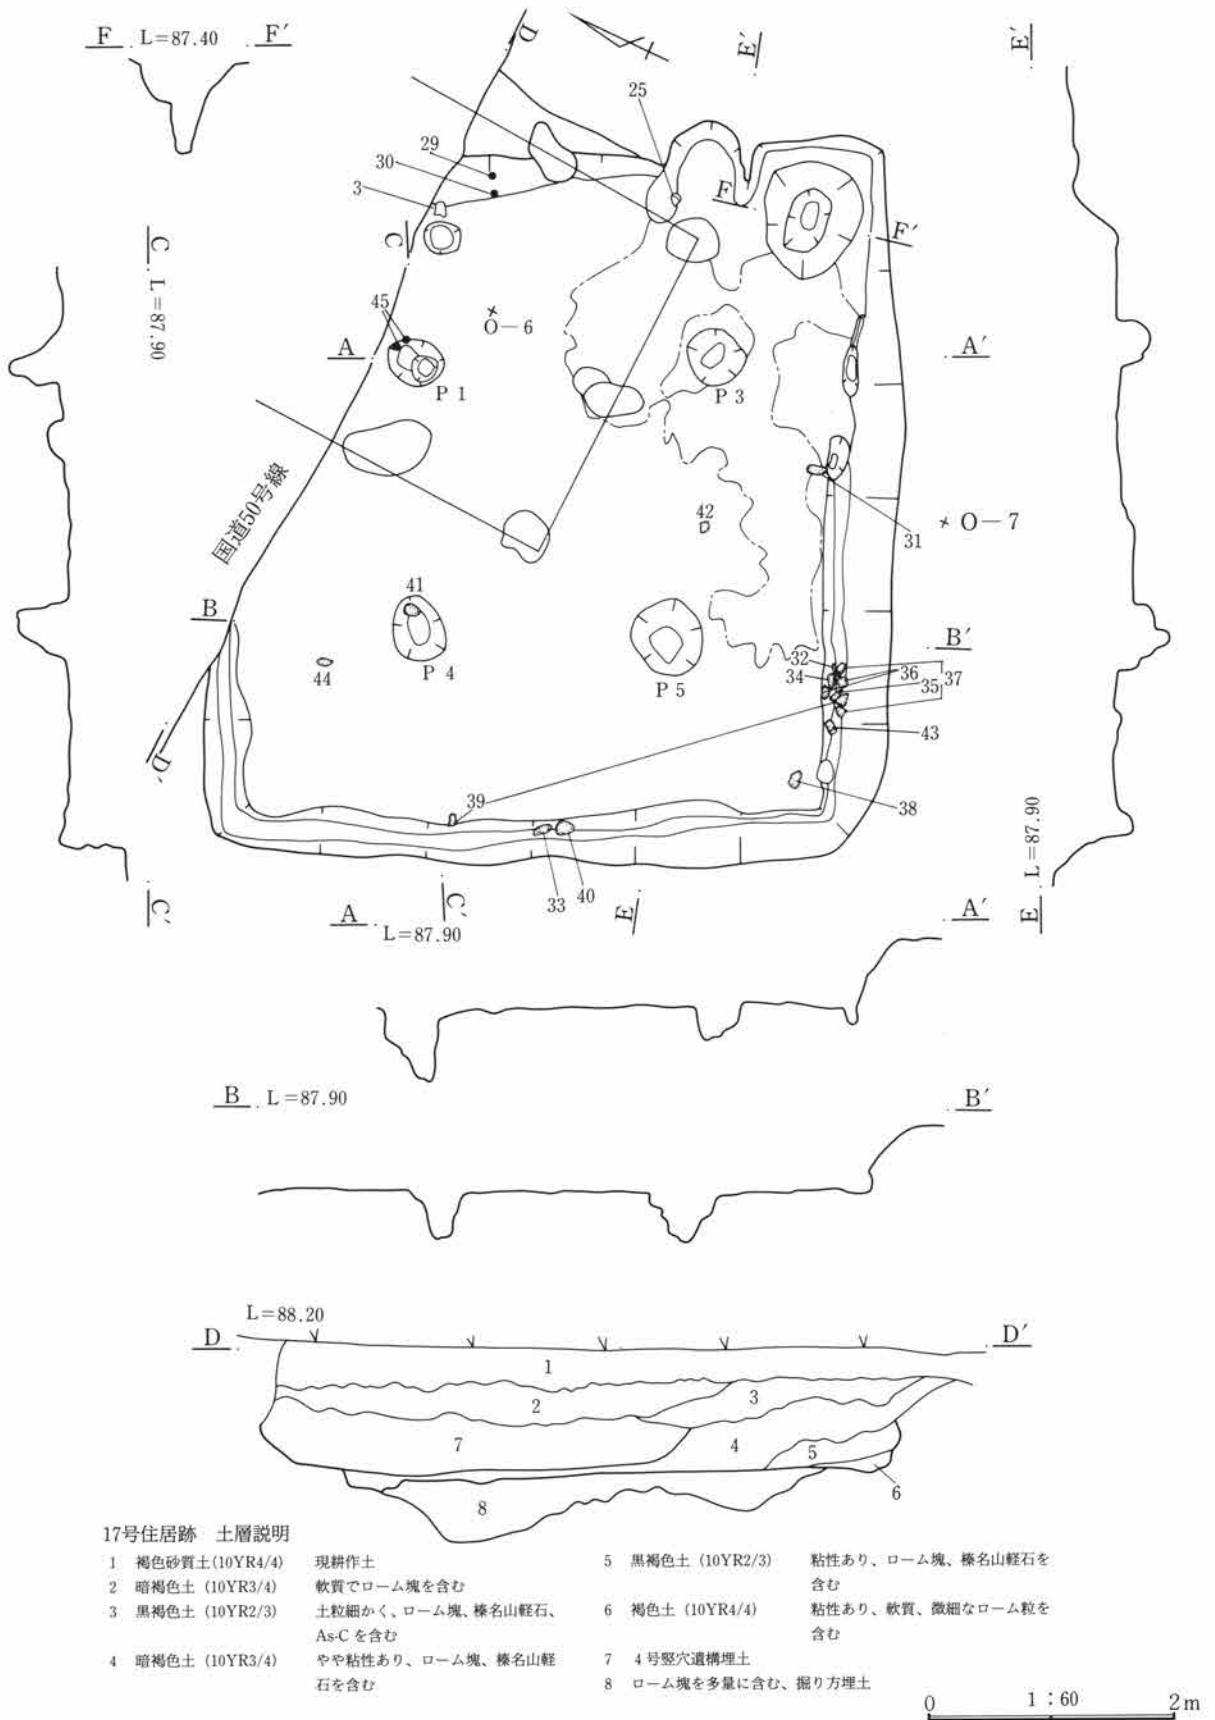 F L=87.40 F′
D
E′
E′
25
29
30
3
F
F′
C
C L=87.90
45
O-6
A
A′
P 1
P 3
国道50号線
42
31
O-7
41
B
B′
44
P 4
P 5
32
34
36
35
37
43
D′
39
38
33
40
C′
C′
E
E L=87.90
A L=87.90 A′
B L=87.90 B′
L=88.20
D D′
1
2
3
7
4
5
6
8
17号住居跡 土層説明
1 褐色砂質土(10YR4/4) 現耕作土
2 暗褐色土(10YR3/4) 軟質でローム塊を含む
3 黒褐色土(10YR2/3) 土粒細かく、ローム塊、榛名山軽石、
As-Cを含む
4 暗褐色土(10YR3/4) やや粘性あり、ローム塊、榛名山軽
石を含む
5 黒褐色土(10YR2/3) 粘性あり、ローム塊、榛名山軽石を
含む
6 褐色土(10YR4/4) 粘性あり、軟質、微細なローム粒を
含む
7 4号竪穴遺構埋土
8 ローム塊を多量に含む、掘り方埋土
0 1:60 2m